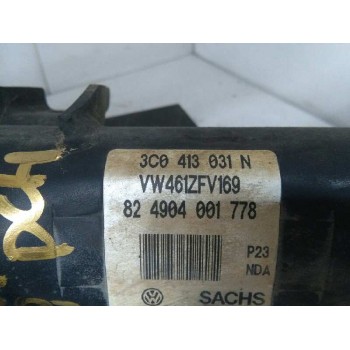 3C0 413 031 N
VW461ZFV169
82 4904 001 778
P23
NDA
SACHS